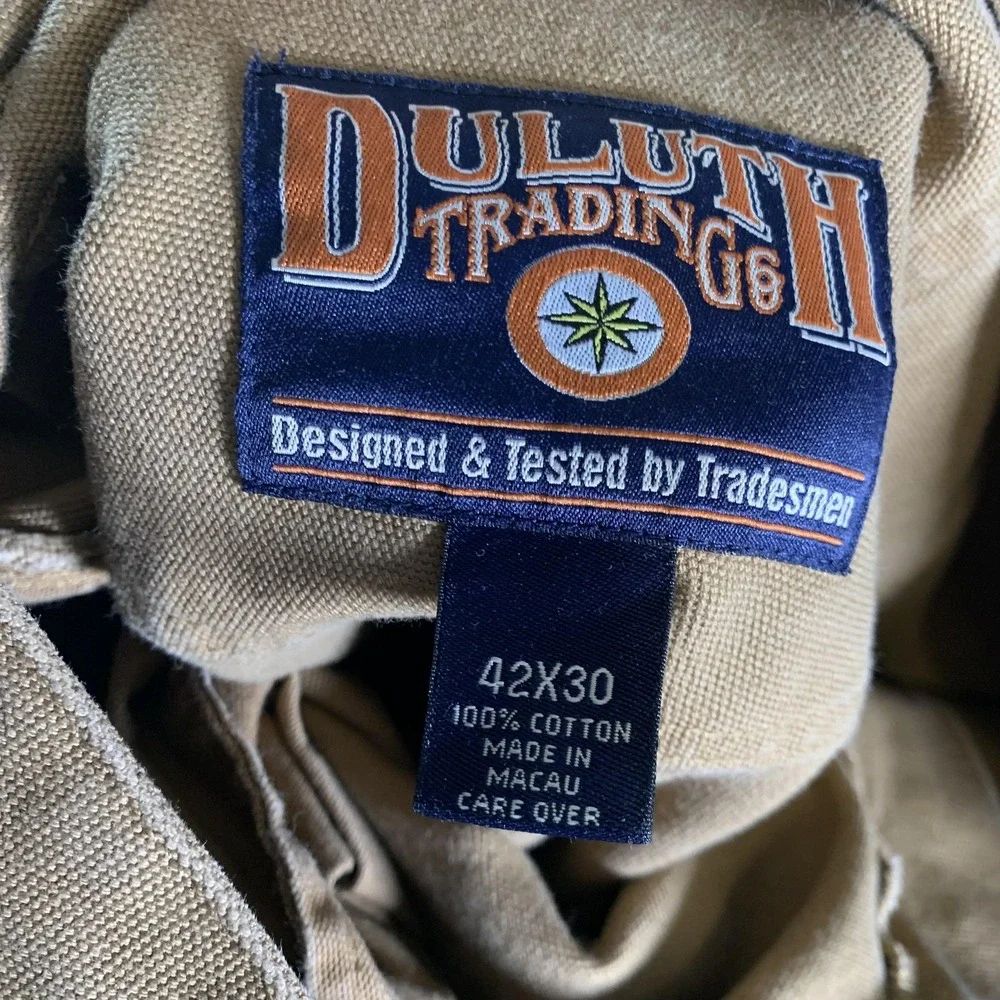 DULUTH
TRADING Co
Designed & Tested by Tradesmen
42X30
100% COTTON
MADE IN
MACAU
CARE OVER